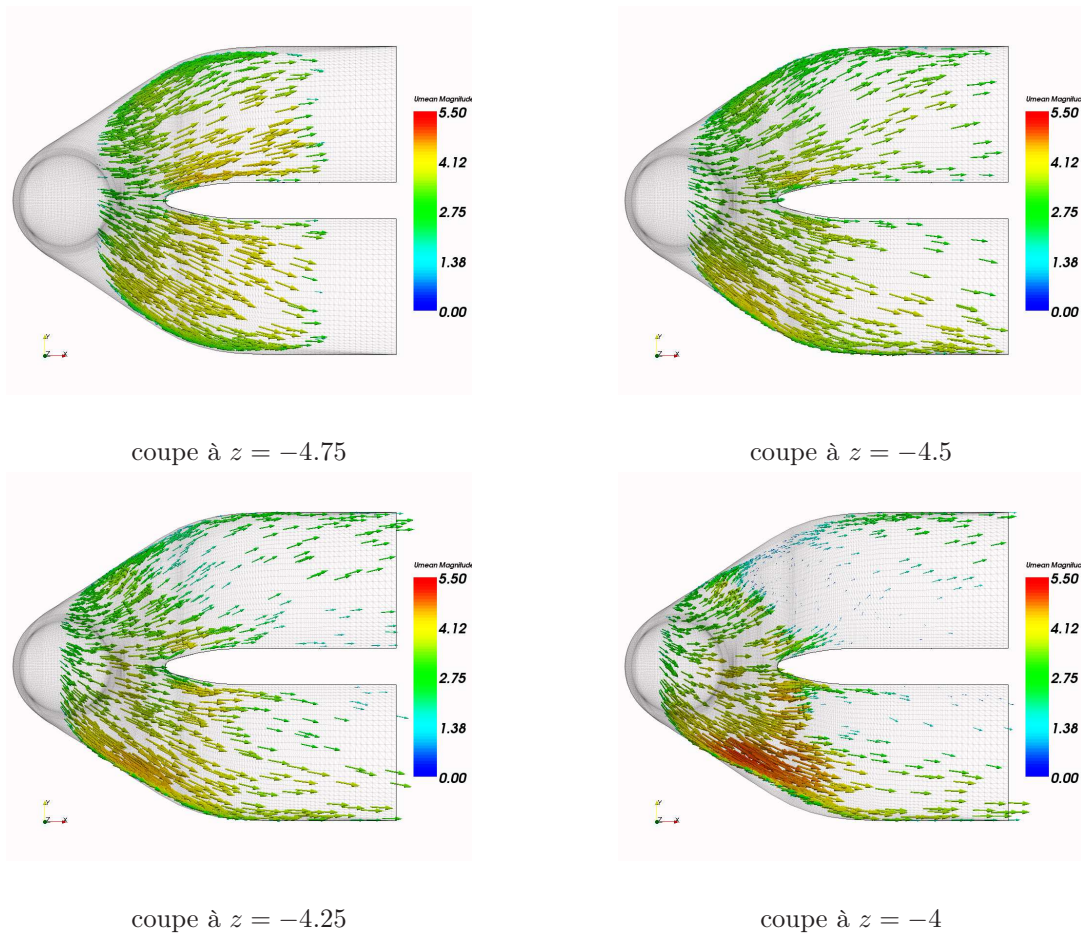 Umean Magnitude
5.50
4.12
2.75
1.38
0.00
Y
Z X
coupe à z = −4.75
Umean Magnitude
5.50
4.12
2.75
1.38
0.00
Y
Z X
coupe à z = −4.5
Umean Magnitude
5.50
4.12
2.75
1.38
0.00
Y
Z X
coupe à z = −4.25
Umean Magnitude
5.50
4.12
2.75
1.38
0.00
Y
Z X
coupe à z = −4